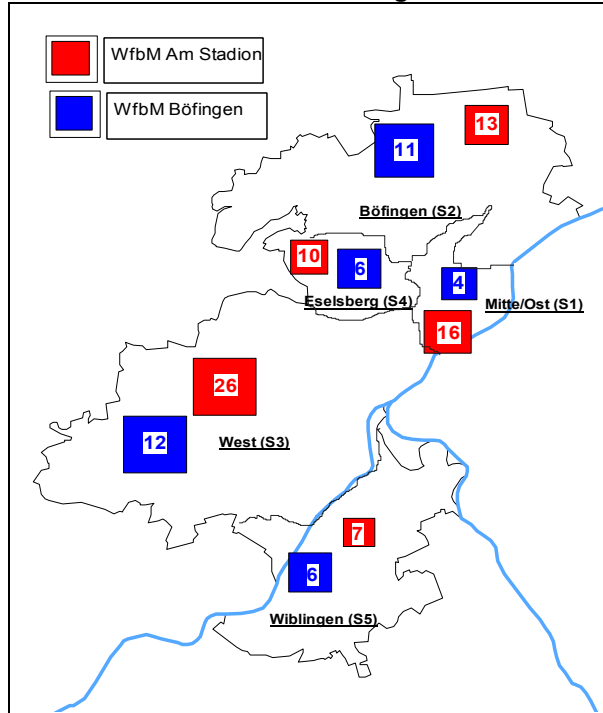 WfbM Am Stadion
WfbM Böfingen
13
11
Böfingen (S2)
10
6
4
Eselsberg (S4)
Mitte/Ost (S1)
16
26
12
West (S3)
7
6
Wiblingen (S5)